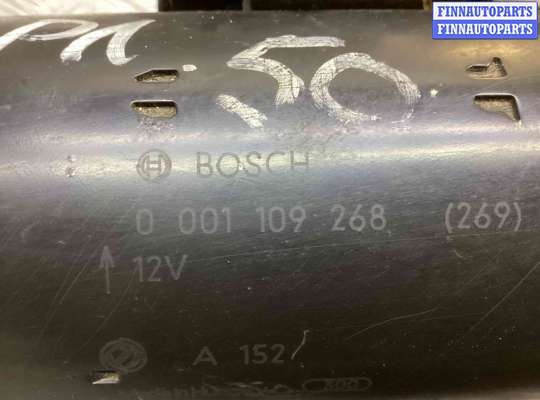 FINNAUTOPARTS
FINNAUTOPARTS
50.
BOSCH
0 001 109 268 (269)
12V
A 152